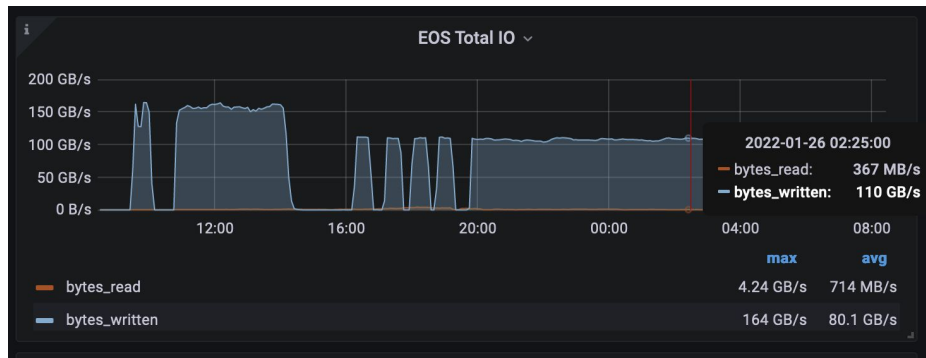 i
EOS Total IO
200 GB/s
150 GB/s
100 GB/s
50 GB/s
0 B/s
2022-01-26 02:25:00
bytes_read: 367 MB/s
bytes_written: 110 GB/s
12:00 16:00 20:00 00:00 04:00 08:00
max avg
bytes_read 4.24 GB/s 714 MB/s
bytes_written 164 GB/s 80.1 GB/s